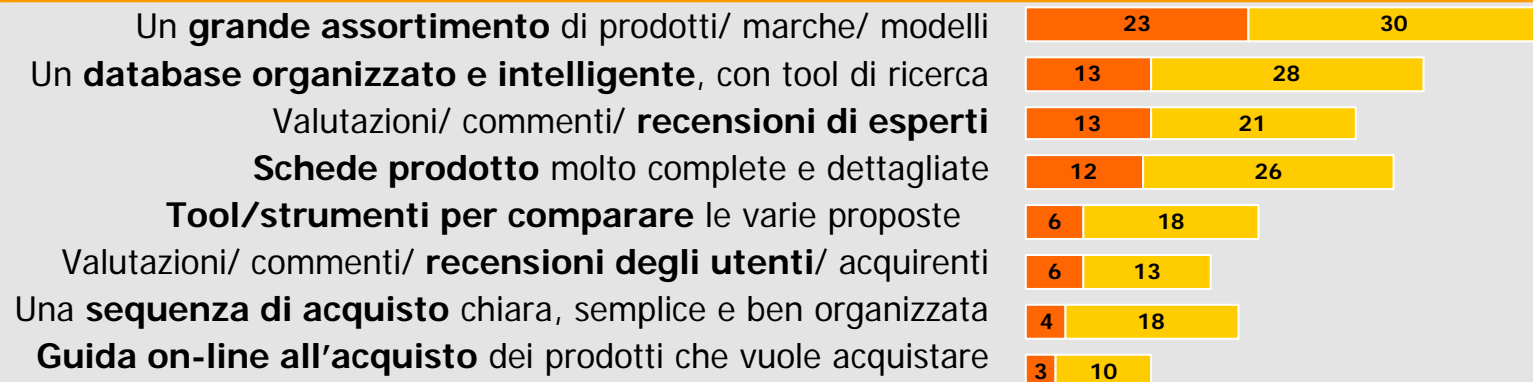 Un grande assortimento di prodotti/ marche/ modelli 23 30
Un database organizzato e intelligente, con tool di ricerca 13 28
Valutazioni/ commenti/ recensioni di esperti 13 21
Schede prodotto molto complete e dettagliate 12 26
Tool/strumenti per comparare le varie proposte 6 18
Valutazioni/ commenti/ recensioni degli utenti/ acquirenti 6 13
Una sequenza di acquisto chiara, semplice e ben organizzata 4 18
Guida on-line all’acquisto dei prodotti che vuole acquistare 3 10